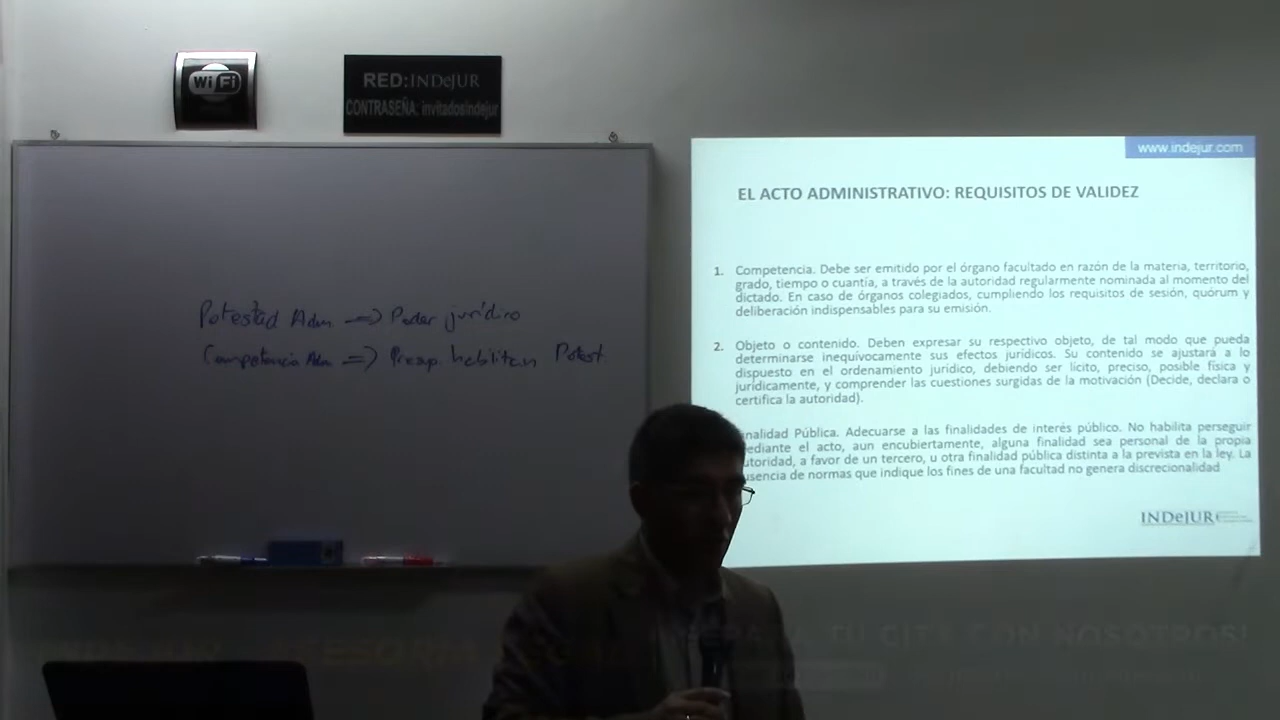 WiFi
RED:INDeJUR
CONTRASEÑA: invitadosindejur
Potestad Adm => Poder jurídico
Competencia Adm => Presup. habilitan Potest.
www.indejur.com
EL ACTO ADMINISTRATIVO: REQUISITOS DE VALIDEZ
1. Competencia. Debe ser emitido por el órgano facultado en razón de la materia, territorio,
grado, tiempo o cuantía, a través de la autoridad regularmente nominada al momento del
dictado. En caso de órganos colegiados, cumpliendo los requisitos de sesión, quórum y
deliberación indispensables para su emisión.
2. Objeto o contenido. Deben expresar su respectivo objeto, de tal modo que pueda
determinarse inequívocamente sus efectos jurídicos. Su contenido se ajustará a lo
dispuesto en el ordenamiento jurídico, debiendo ser lícito, preciso, posible física y
jurídicamente, y comprender las cuestiones surgidas de la motivación (Decide, declara o
certifica la autoridad).
inalidad Pública. Adecuarse a las finalidades de interés público. No habilita perseguir
ediante el acto, aun encubiertamente, alguna finalidad sea personal de la propia
utoridad, a favor de un tercero, u otra finalidad pública distinta a la prevista en la ley. La
usencia de normas que indique los fines de una facultad no genera discrecionalidad
INDeJUR
TU CITA CON NOSOTROS!